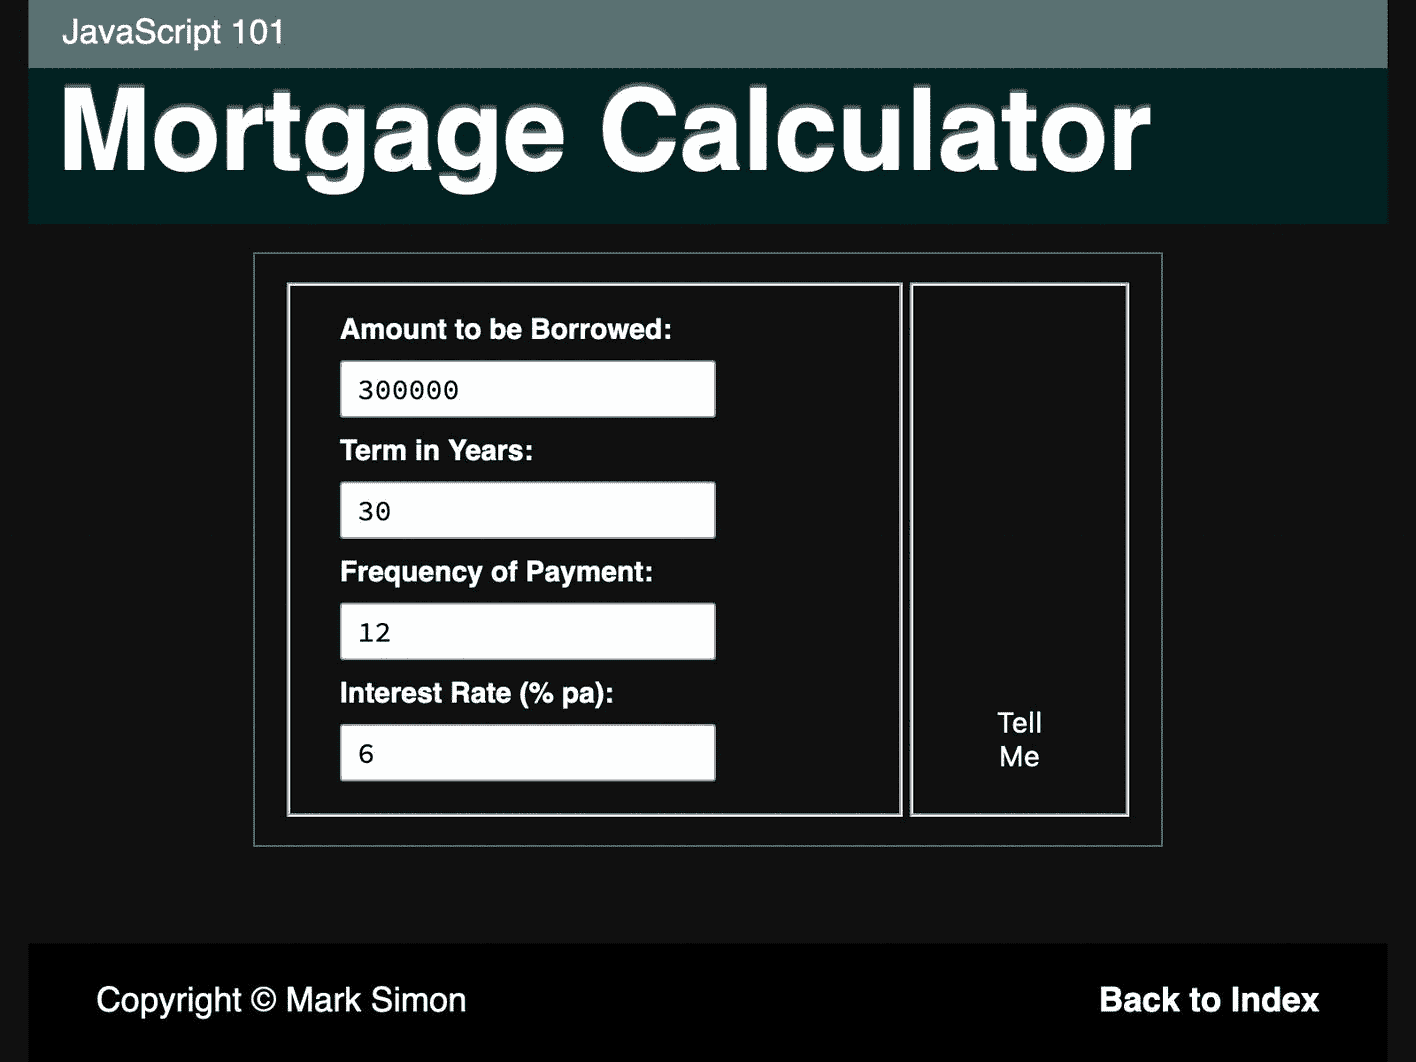 JavaScript 101
Mortgage Calculator
Amount to be Borrowed:
300000
Term in Years:
30
Frequency of Payment:
12
Interest Rate (% pa):
6
Tell
Me
Copyright © Mark Simon
Back to Index